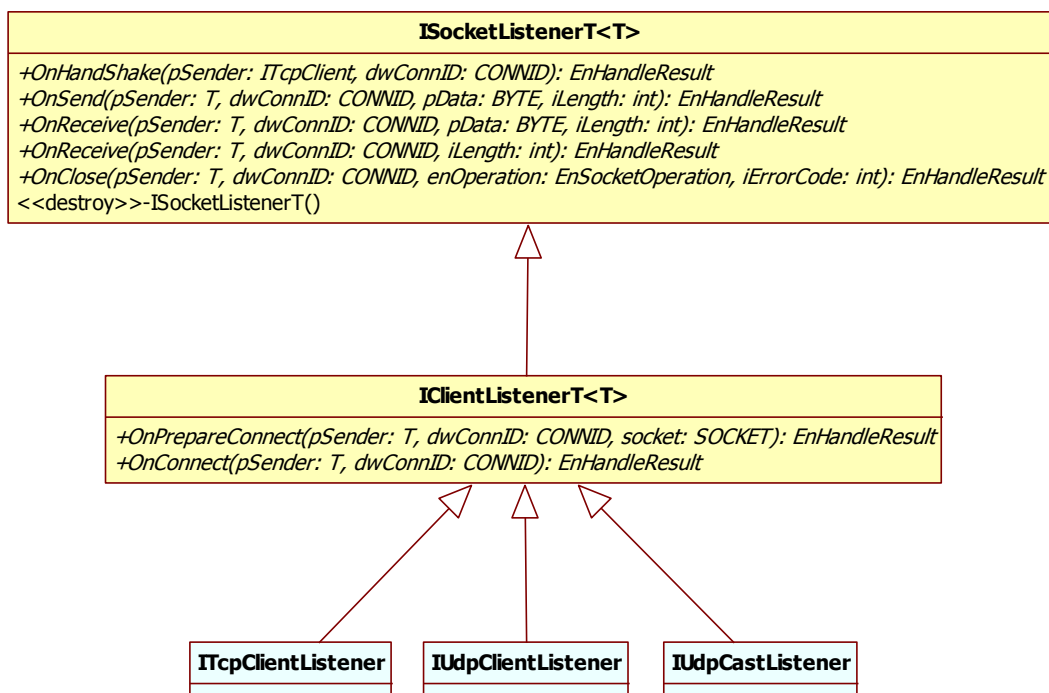 ISocketListenerT<T>
+OnHandShake(pSender: ITcpClient, dwConnID: CONNID): EnHandleResult
+OnSend(pSender: T, dwConnID: CONNID, pData: BYTE, iLength: int): EnHandleResult
+OnReceive(pSender: T, dwConnID: CONNID, pData: BYTE, iLength: int): EnHandleResult
+OnReceive(pSender: T, dwConnID: CONNID, iLength: int): EnHandleResult
+OnClose(pSender: T, dwConnID: CONNID, enOperation: EnSocketOperation, iErrorCode: int): EnHandleResult
<<destroy>>-ISocketListenerT()
IClientListenerT<T>
+OnPrepareConnect(pSender: T, dwConnID: CONNID, socket: SOCKET): EnHandleResult
+OnConnect(pSender: T, dwConnID: CONNID): EnHandleResult
ITcpClientListener IUdpClientListener IUdpCastListener